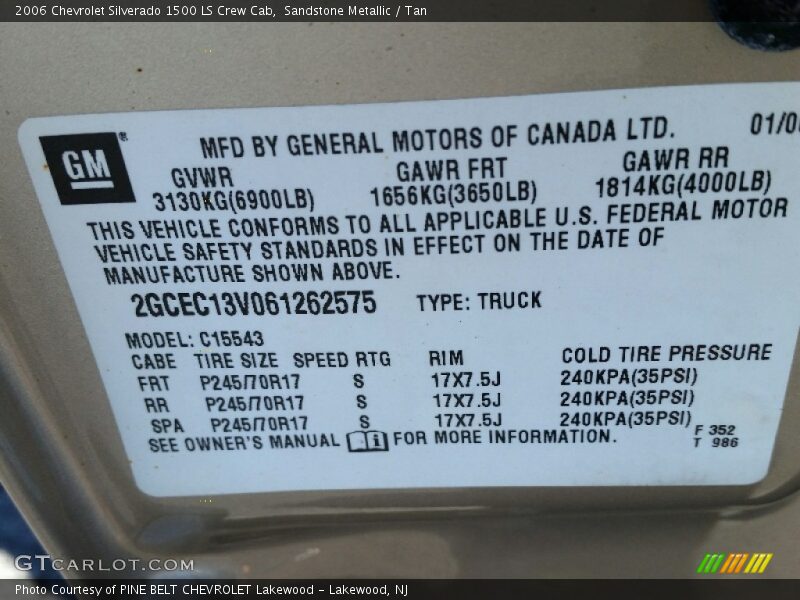 2006 Chevrolet Silverado 1500 LS Crew Cab, Sandstone Metallic / Tan
GM ®
MFD BY GENERAL MOTORS OF CANADA LTD. 01/0
GVWR GAWR FRT GAWR RR
3130KG(6900LB) 1656KG(3650LB) 1814KG(4000LB)
THIS VEHICLE CONFORMS TO ALL APPLICABLE U.S. FEDERAL MOTOR
VEHICLE SAFETY STANDARDS IN EFFECT ON THE DATE OF
MANUFACTURE SHOWN ABOVE.
2GCEC13V061262575 TYPE: TRUCK
MODEL: C15543
CABE TIRE SIZE SPEED RTG RIM COLD TIRE PRESSURE
FRT P245/70R17 S 17X7.5J 240KPA(35PSI)
RR P245/70R17 S 17X7.5J 240KPA(35PSI)
SPA P245/70R17 S 17X7.5J 240KPA(35PSI)
SEE OWNER'S MANUAL i FOR MORE INFORMATION.
F 352
T 986
GTCARLOT.COM
Photo Courtesy of PINE BELT CHEVROLET Lakewood - Lakewood, NJ